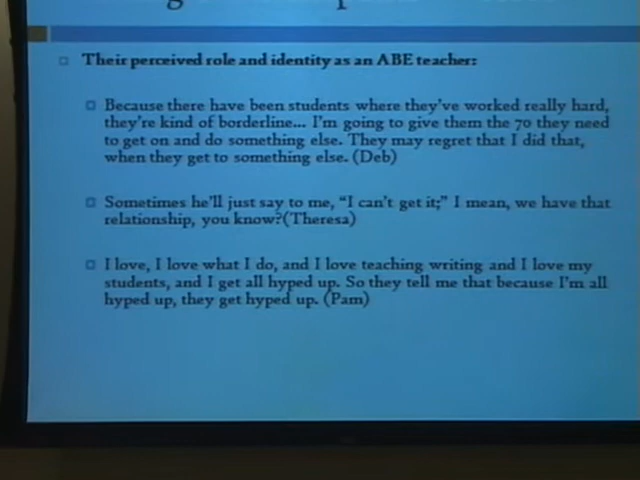 Their perceived role and identity as an ABE teacher:
Because there have been students where they've worked really hard,
they're kind of borderline... I'm going to give them the 70 they need
to get on and do something else. They may regret that I did that,
when they get to something else. (Deb)
Sometimes he'll just say to me, "I can't get it;" I mean, we have that
relationship, you know?(Theresa)
I love, I love what I do, and I love teaching writing and I love my
students, and I get all hyped up. So they tell me that because I'm all
hyped up, they get hyped up. (Pam)